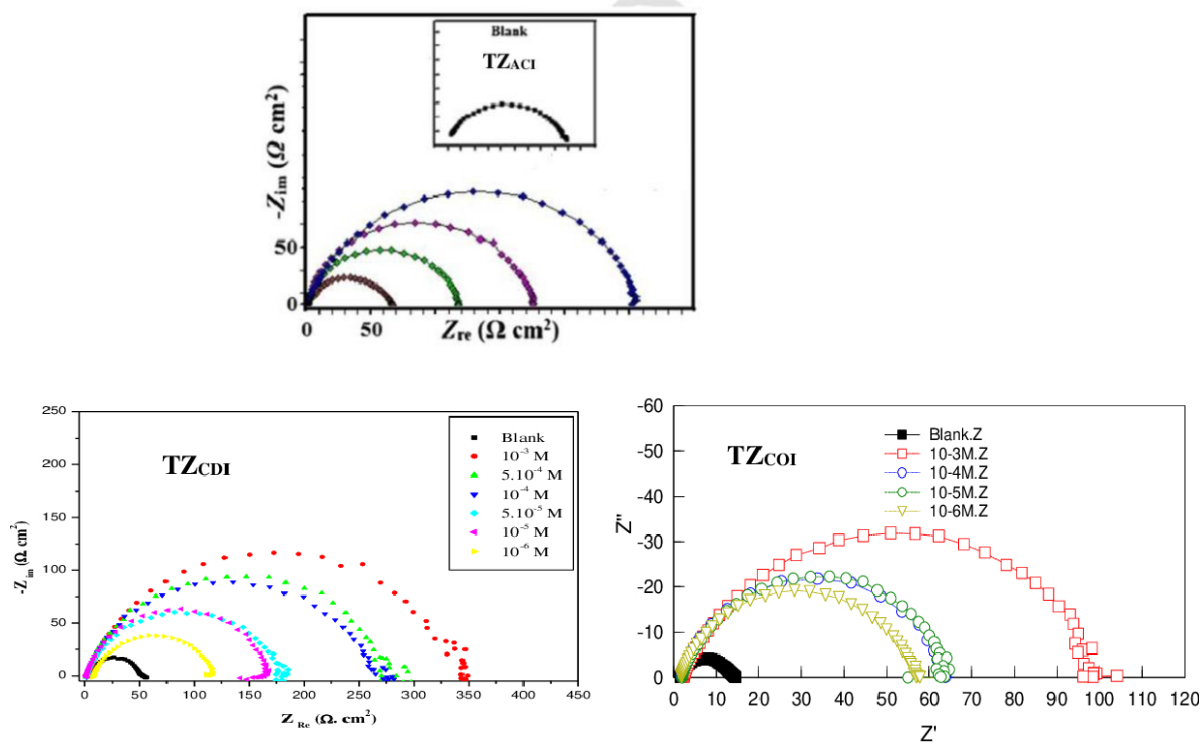 Blank
TZACI
-Zim (Ω cm²)
50
0
0
50
Zre (Ω cm²)
250
200
150
100
50
0
-Z im (Ω. cm²)
TZCDI
Blank
10⁻³ M
5.10⁻⁴ M
10⁻⁴ M
5.10⁻⁵ M
10⁻⁵ M
10⁻⁶ M
0
50
100
150
200
250
300
350
450
Z Re (Ω. cm²)
-60
-50
-40
-30
-20
-10
0
Z''
TZCOI
Blank.Z
10-3M.Z
10-4M.Z
10-5M.Z
10-6M.Z
0
10
20
30
40
50
60
70
80
90
100
110
120
Z'